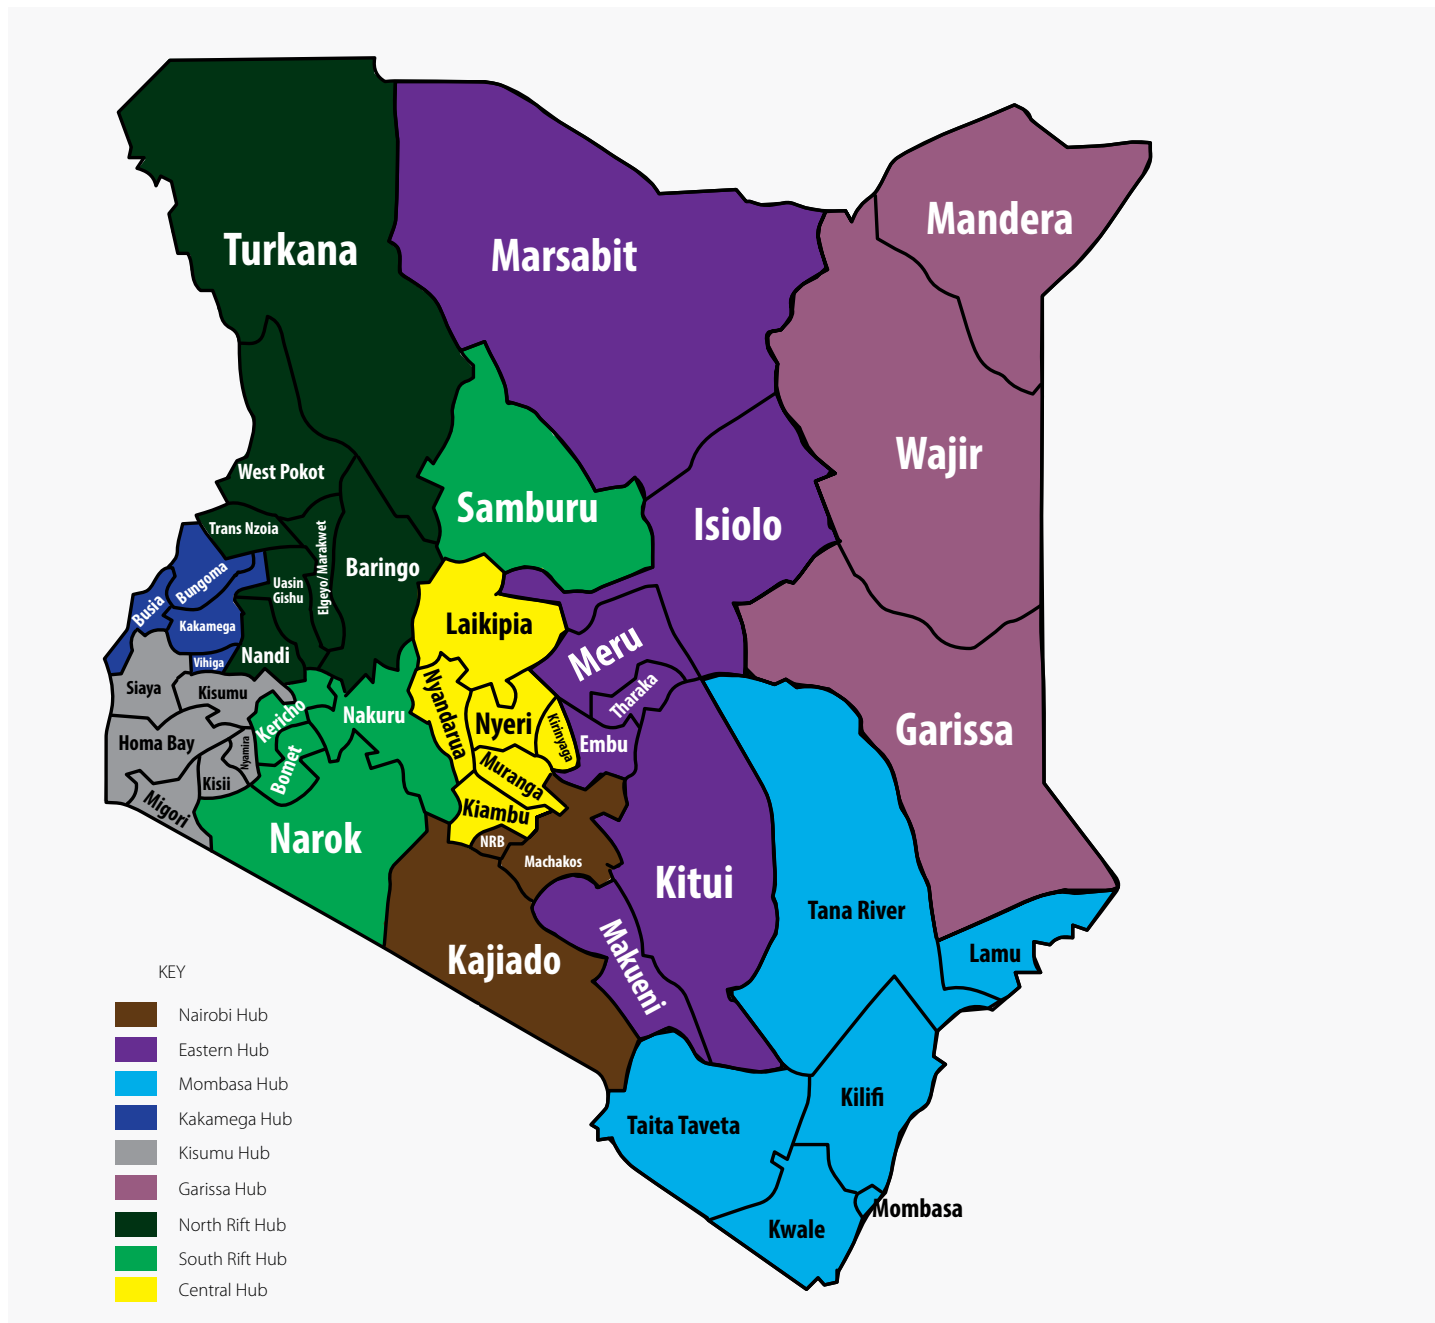 Turkana
Marsabit
Mandera
Wajir
West Pokot
Samburu
Isiolo
Trans Nzoia
Elgeyo/Marakwet
Baringo
Bungoma
Uasin
Gishu
Busia
Kakamega
Laikipia
Meru
Vihiga
Nandi
Siaya
Kisumu
Tharaka
Nyandarua
Kericho
Nakuru
Nyeri
Kirinyaga
Garissa
Homa Bay
Nyamira
Embu
Bomet
Kisii
Muranga
Migori
Kiambu
Narok
NRB
Machakos
Kitui
Tana River
Makueni
Kajiado
Lamu
Kilifi
Taita Taveta
Mombasa
Kwale
KEY
Nairobi Hub
Eastern Hub
Mombasa Hub
Kakamega Hub
Kisumu Hub
Garissa Hub
North Rift Hub
South Rift Hub
Central Hub